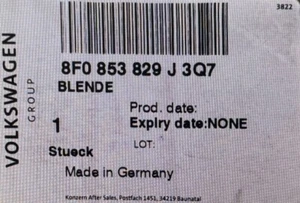 3822
VOLKSWAGEN
GROUP
8F0 853 829 J 3Q7
BLENDE
Prod. date:
1 Expiry date:NONE
LOT:
Stueck
Made in Germany
Konzern After Sales, Postfach 1451, 34219 Baunatal